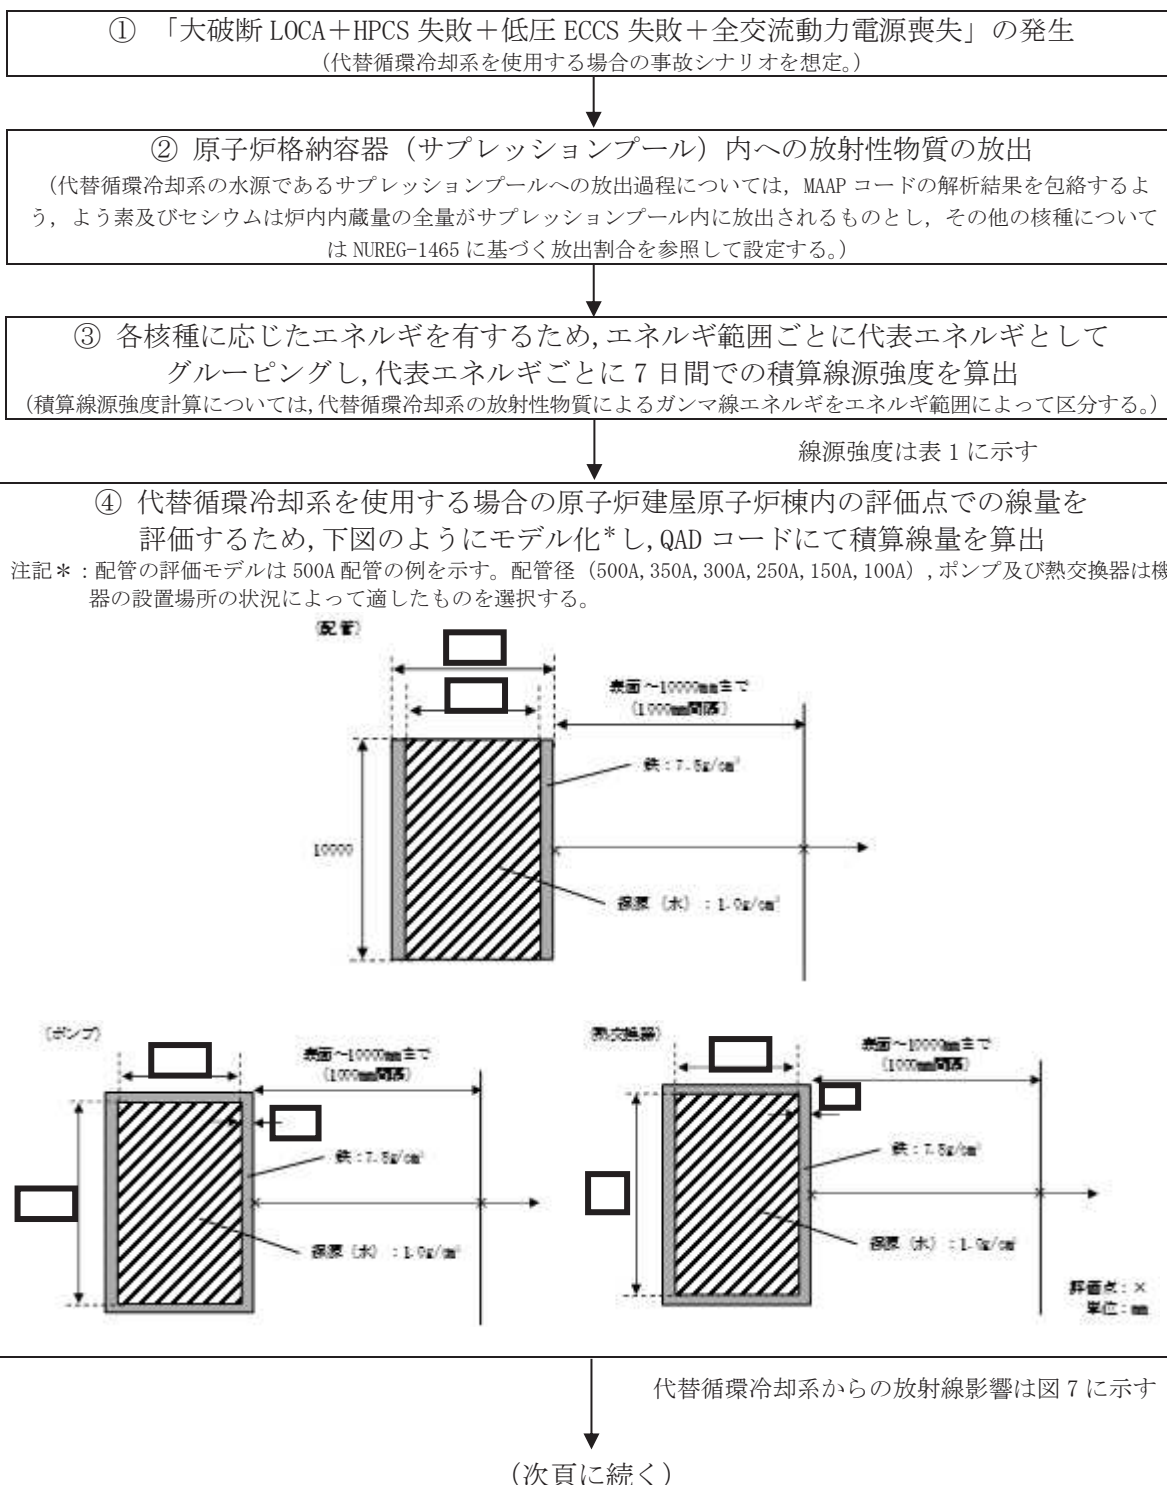 ① 「大破断 LOCA＋HPCS 失敗＋低圧 ECCS 失敗＋全交流動力電源喪失」の発生
(代替循環冷却系を使用する場合の事故シナリオを想定。)
② 原子炉格納容器（サプレッションプール）内への放射性物質の放出
(代替循環冷却系の水源であるサプレッションプールへの放出過程については, MAAP コードの解析結果を包絡するよ
う, よう素及びセシウムは炉内内蔵量の全量がサプレッションプール内に放出されるものとし, その他の核種について
は NUREG-1465 に基づく放出割合を参照して設定する。)
③ 各核種に応じたエネルギを有するため, エネルギ範囲ごとに代表エネルギとして
グルーピングし, 代表エネルギごとに 7 日間での積算線源強度を算出
(積算線源強度計算については, 代替循環冷却系の放射性物質によるガンマ線エネルギをエネルギ範囲によって区分する。)
線源強度は表 1 に示す
④ 代替循環冷却系を使用する場合の原子炉建屋原子炉棟内の評価点での線量を
評価するため, 下図のようにモデル化*し, QAD コードにて積算線量を算出
注記＊：配管の評価モデルは 500A 配管の例を示す。配管径（500A, 350A, 300A, 250A, 150A, 100A）, ポンプ及び熱交換器は機
器の設置場所の状況によって適したものを選択する。
(配管)
表面～10000mmまで
(1000mm間隔)
鉄：7.8g/cm³
10000
線源（水）：1.0g/cm³
(ポンプ)
表面～10000mmまで
(1000mm間隔)
鉄：7.8g/cm³
線源（水）：1.0g/cm³
(熱交換器)
表面～10000mmまで
(1000mm間隔)
鉄：7.8g/cm³
線源（水）：1.0g/cm³
評価点：×
単位：mm
代替循環冷却系からの放射線影響は図 7 に示す
(次頁に続く)